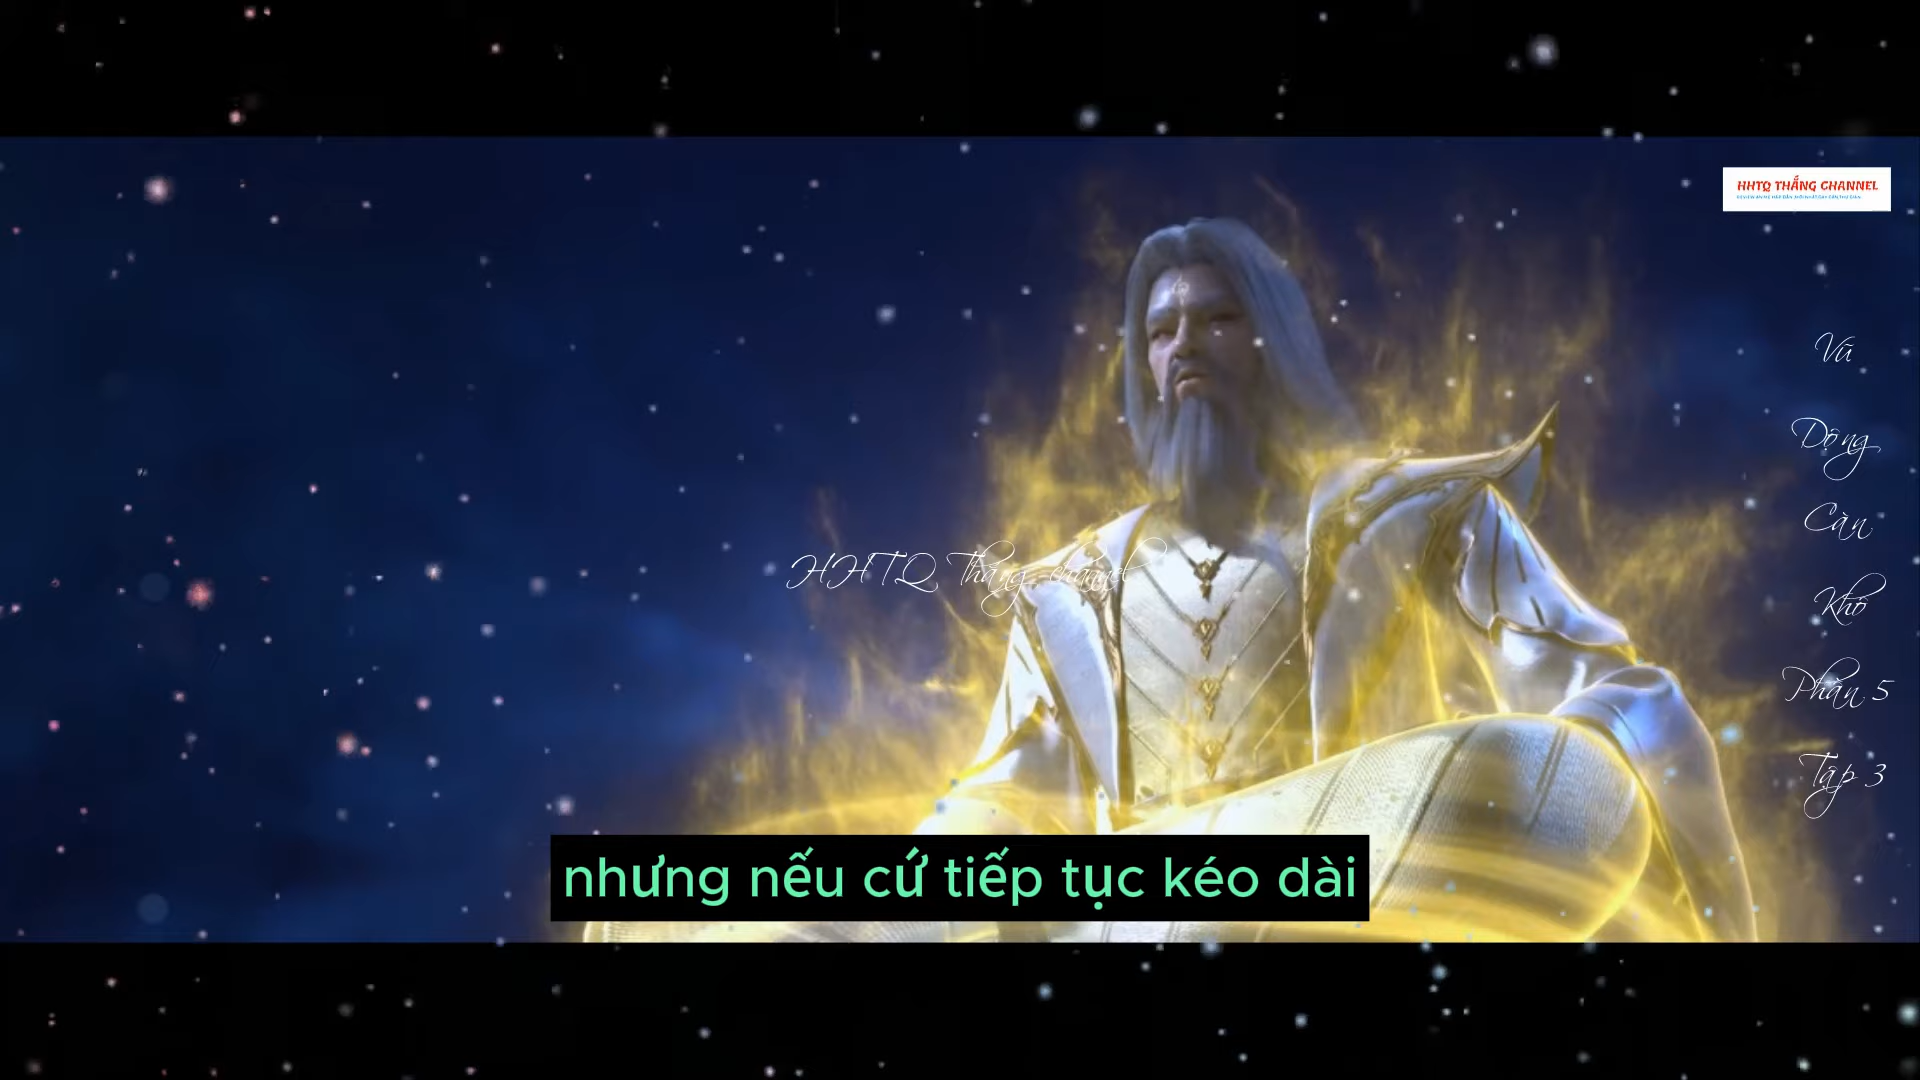 HHTQ THẮNG CHANNEL
Vũ
Động
Càn
Khô
Phần 5
Tập 3
HHTQ Thắng channel
nhưng nếu cứ tiếp tục kéo dài